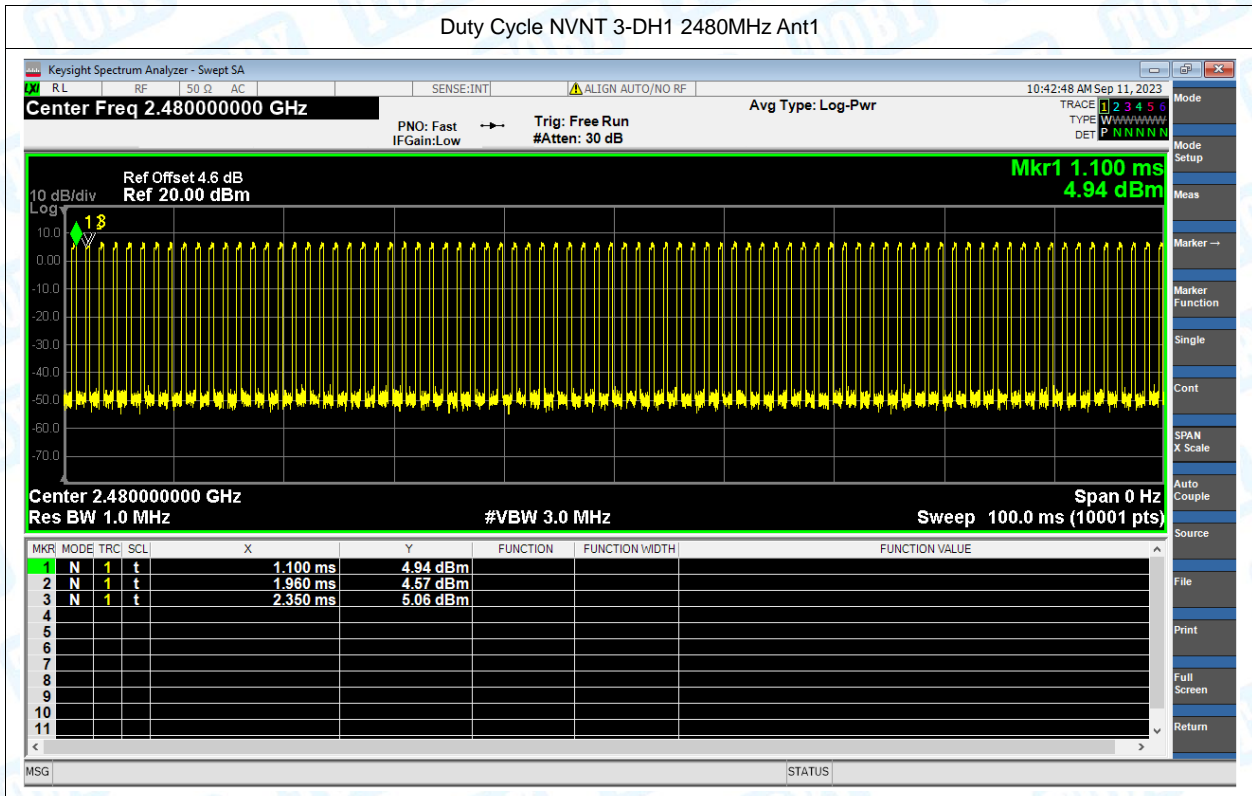 Duty Cycle NVNT 3-DH1 2480MHz Ant1
Keysight Spectrum Analyzer - Swept SA
LXI RL RF 50 Ω AC SENSE:INT ALIGN AUTO/NO RF 10:42:48 AM Sep 11, 2023
Center Freq 2.480000000 GHz
PNO: Fast
IFGain:Low
Trig: Free Run
#Atten: 30 dB
Avg Type: Log-Pwr
TRACE 1 2 3 4 5 6
TYPE WWWWWW
DET P N N N N N
Ref Offset 4.6 dB
10 dB/div Ref 20.00 dBm
Log
Mkr1 1.100 ms
4.94 dBm
10.0
0.00
-10.0
-20.0
-30.0
-40.0
-50.0
-60.0
-70.0
1
3
Center 2.480000000 GHz Span 0 Hz
Res BW 1.0 MHz #VBW 3.0 MHz Sweep 100.0 ms (10001 pts)
MKR MODE TRC SCL X Y FUNCTION FUNCTION WIDTH FUNCTION VALUE
1 N 1 t 1.100 ms 4.94 dBm
2 N 1 t 1.960 ms 4.57 dBm
3 N 1 t 2.350 ms 5.06 dBm
4
5
6
7
8
9
10
11
MSG STATUS
Mode
Mode
Setup
Meas
Marker →
Marker
Function
Single
Cont
SPAN
X Scale
Auto
Couple
Source
File
Print
Full
Screen
Return
TOBY